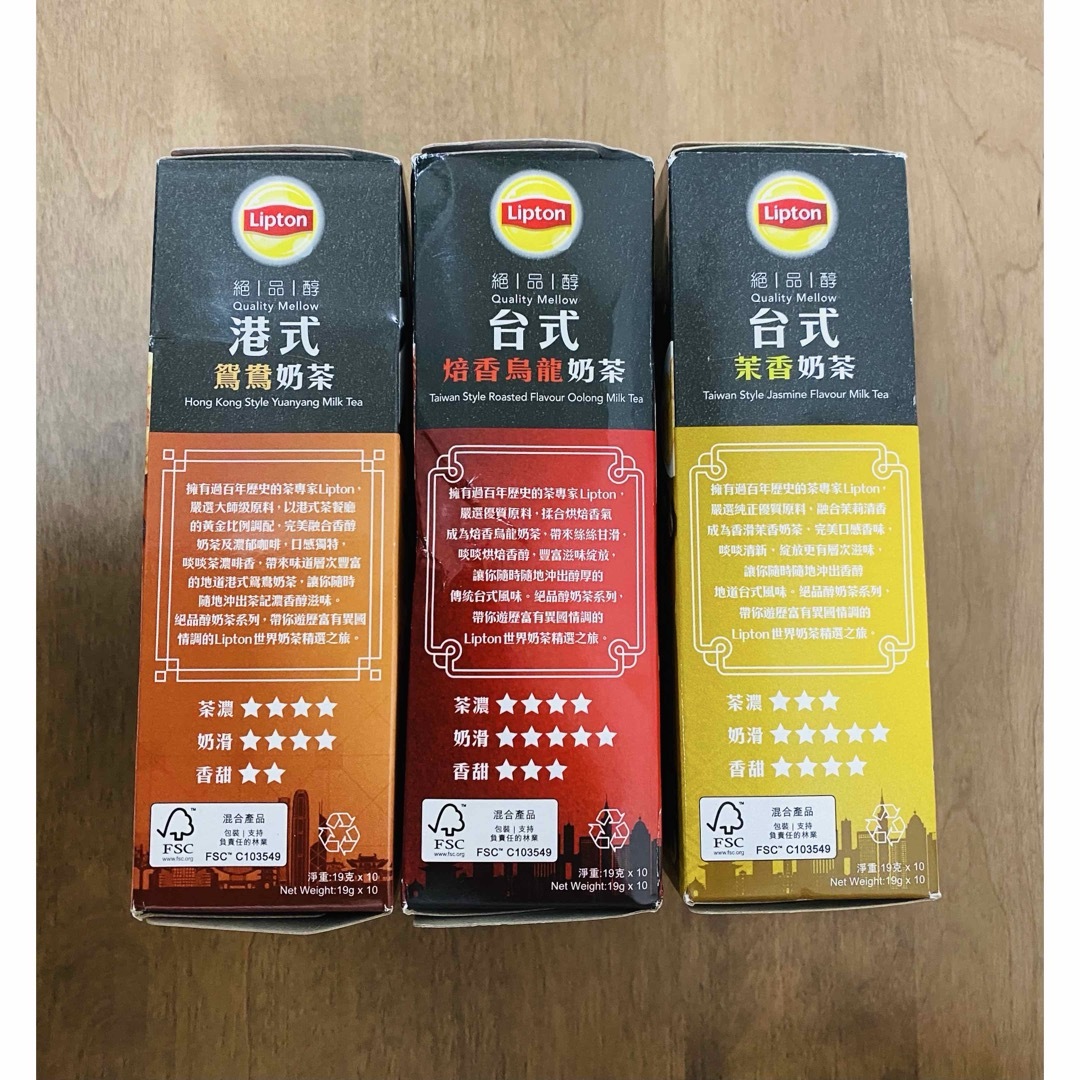 Lipton
絕|品|醇
Quality Mellow
港式
鴛鴦奶茶
Hong Kong Style Yuanyang Milk Tea
擁有過百年歷史的茶專家Lipton，
嚴選大師級原料，以港式茶餐廳
的黃金比例調配，完美融合香醇
奶茶及濃郁咖啡，口感獨特，
啖啖茶濃啡香，帶來味道層次豐富
的地道港式鴛鴦奶茶，讓你隨時
隨地沖出茶記濃香醇滋味。
絕品醇奶茶系列，帶你遊歷富有異國
情調的Lipton世界奶茶精選之旅。
茶濃 ★★★★
奶滑 ★★★★
香甜 ★★
FSC™
www.fsc.org
混合產品
包裝|支持
負責任的林業
FSC™ C103549
淨重:19克 x 10
Net Weight:19g x 10
Lipton
絕|品|醇
Quality Mellow
台式
焙香烏龍奶茶
Taiwan Style Roasted Flavour Oolong Milk Tea
擁有過百年歷史的茶專家Lipton，
嚴選優質原料，揉合烘焙香氣
成為焙香烏龍奶茶，帶來絲絲甘滑，
啖啖烘焙香醇，豐富滋味綻放，
讓你隨時隨地沖出醇厚的
傳統台式風味。絕品醇奶茶系列，
帶你遊歷富有異國情調的
Lipton世界奶茶精選之旅。
茶濃 ★★★★
奶滑 ★★★★★
香甜 ★★★
FSC™
www.fsc.org
混合產品
包裝|支持
負責任的林業
FSC™ C103549
淨重:19克 x 10
Net Weight:19g x 10
Lipton
絕|品|醇
Quality Mellow
台式
茉香奶茶
Taiwan Style Jasmine Flavour Milk Tea
擁有過百年歷史的茶專家Lipton，
嚴選純正優質原料，融合茉莉清香
成為香滑茉香奶茶，完美口感香味，
啖啖清新，綻放更有層次滋味，
讓你隨時隨地沖出香醇
地道台式風味。絕品醇奶茶系列，
帶你遊歷富有異國情調的
Lipton世界奶茶精選之旅。
茶濃 ★★★
奶滑 ★★★★★
香甜 ★★★★
FSC™
www.fsc.org
混合產品
包裝|支持
負責任的林業
FSC™ C103549
淨重:19克 x 10
Net Weight:19g x 10